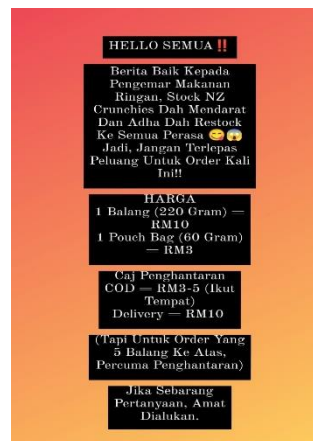 HELLO SEMUA‼️
Berita Baik Kepada
Pengemar Makanan
Ringan, Stock NZ
Crunchies Dah Mendarat
Dan Adha Dah Restock
Ke Semua Perasa 😋😱
Jadi, Jangan Terlepas
Peluang Untuk Order Kali
Ini!!
HARGA
1 Balang (220 Gram) —
RM10
1 Pouch Bag (60 Gram)
— RM3
Caj Penghantaran
COD — RM3-5 (Ikut
Tempat)
Delivery — RM10
(Tapi Untuk Order Yang
5 Balang Ke Atas,
Percuma Penghantaran)
Jika Sebarang
Pertanyaan, Amat
Dialukan.